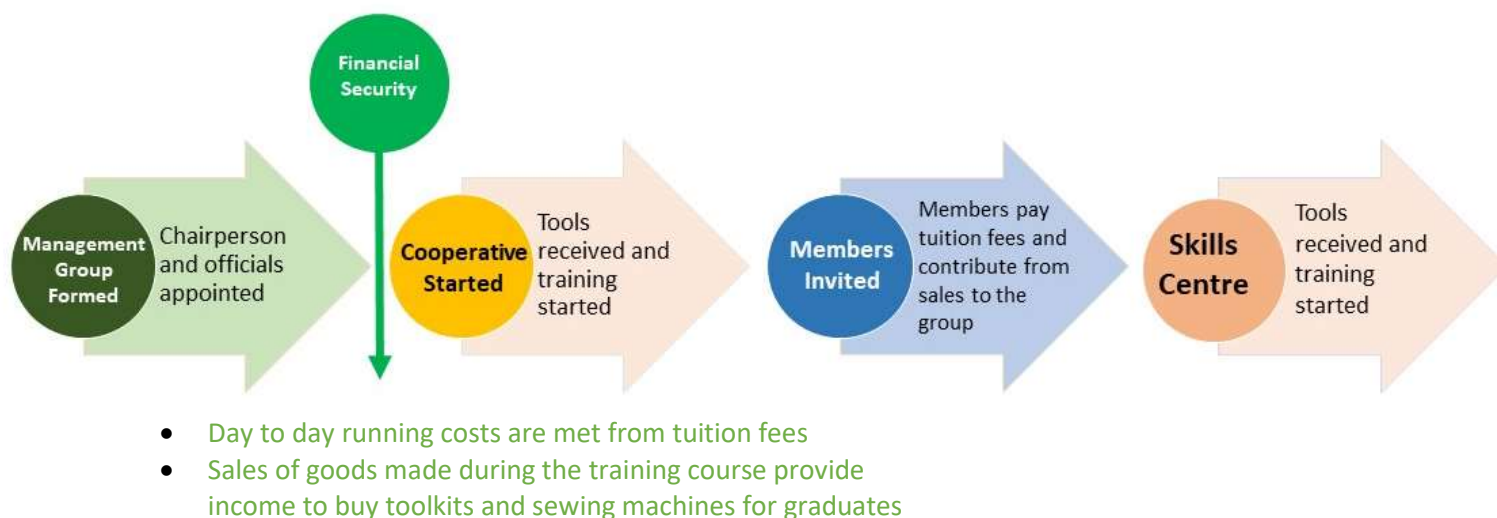 Financial
Security
Management
Group
Formed
Chairperson
and officials
appointed
Cooperative
Started
Tools
received and
training
started
Members
Invited
Members pay
tuition fees and
contribute from
sales to the
group
Skills
Centre
Tools
received and
training
started
• Day to day running costs are met from tuition fees
• Sales of goods made during the training course provide
income to buy toolkits and sewing machines for graduates